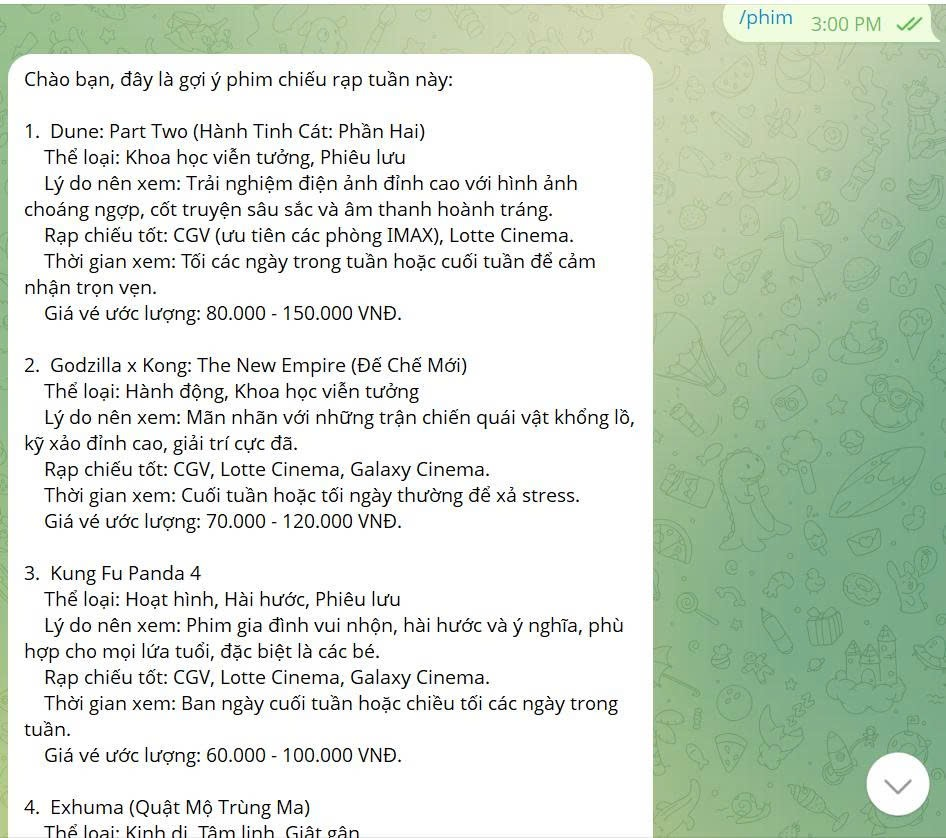 /phim 3:00 PM
Chào bạn, đây là gợi ý phim chiếu rạp tuần này:
1. Dune: Part Two (Hành Tinh Cát: Phần Hai)
Thể loại: Khoa học viễn tưởng, Phiêu lưu
Lý do nên xem: Trải nghiệm điện ảnh đỉnh cao với hình ảnh
choáng ngợp, cốt truyện sâu sắc và âm thanh hoành tráng.
Rạp chiếu tốt: CGV (ưu tiên các phòng IMAX), Lotte Cinema.
Thời gian xem: Tối các ngày trong tuần hoặc cuối tuần để cảm
nhận trọn vẹn.
Giá vé ước lượng: 80.000 - 150.000 VNĐ.
2. Godzilla x Kong: The New Empire (Đế Chế Mới)
Thể loại: Hành động, Khoa học viễn tưởng
Lý do nên xem: Mãn nhãn với những trận chiến quái vật khổng lồ,
kỹ xảo đỉnh cao, giải trí cực đã.
Rạp chiếu tốt: CGV, Lotte Cinema, Galaxy Cinema.
Thời gian xem: Cuối tuần hoặc tối ngày thường để xả stress.
Giá vé ước lượng: 70.000 - 120.000 VNĐ.
3. Kung Fu Panda 4
Thể loại: Hoạt hình, Hài hước, Phiêu lưu
Lý do nên xem: Phim gia đình vui nhộn, hài hước và ý nghĩa, phù
hợp cho mọi lứa tuổi, đặc biệt là các bé.
Rạp chiếu tốt: CGV, Lotte Cinema, Galaxy Cinema.
Thời gian xem: Ban ngày cuối tuần hoặc chiều tối các ngày trong
tuần.
Giá vé ước lượng: 60.000 - 100.000 VNĐ.
4. Exhuma (Quật Mộ Trùng Ma)
Thể loại: Kinh dị, Tâm linh, Giật gân